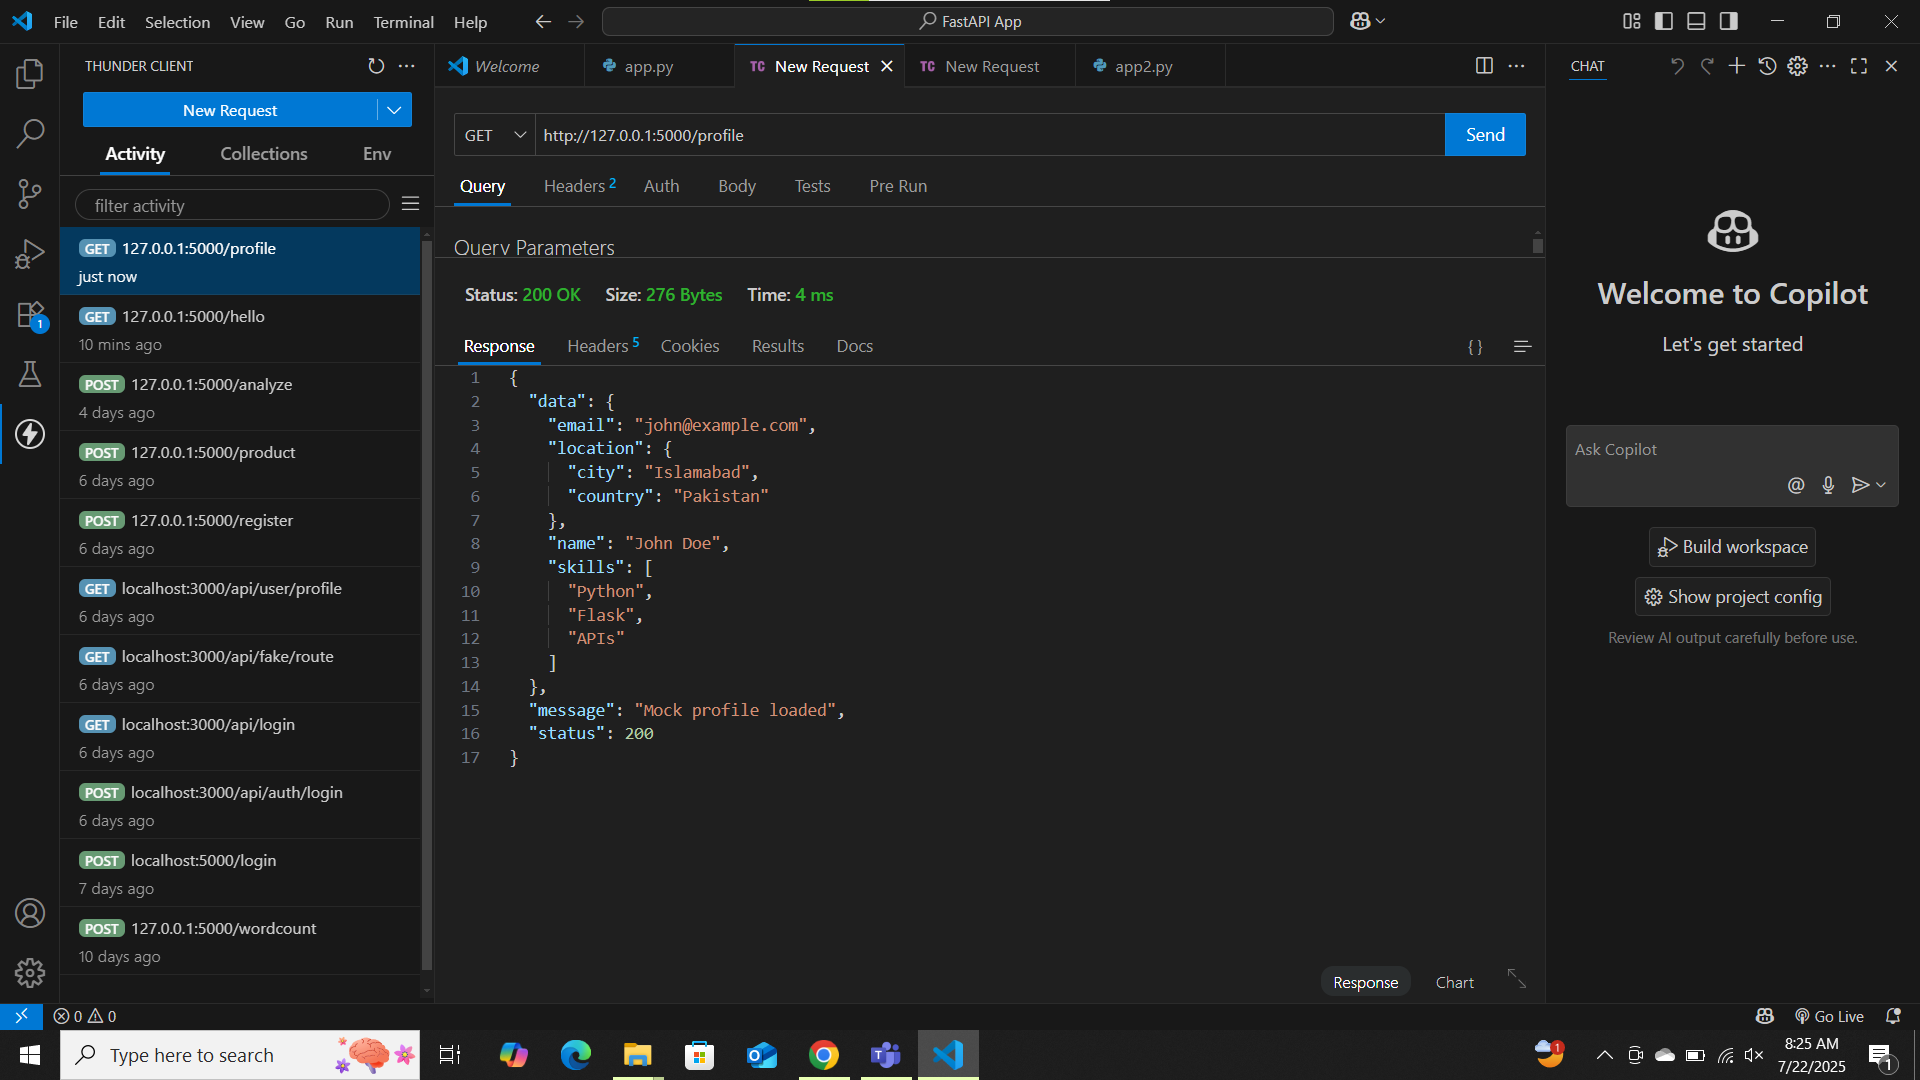 File Edit Selection View Go Run Terminal Help
FastAPI App
THUNDER CLIENT
New Request
Activity Collections Env
filter activity
GET 127.0.0.1:5000/profile
just now
GET 127.0.0.1:5000/hello
10 mins ago
POST 127.0.0.1:5000/analyze
4 days ago
POST 127.0.0.1:5000/product
6 days ago
POST 127.0.0.1:5000/register
6 days ago
GET localhost:3000/api/user/profile
6 days ago
GET localhost:3000/api/fake/route
6 days ago
GET localhost:3000/api/login
6 days ago
POST localhost:3000/api/auth/login
6 days ago
POST localhost:5000/login
7 days ago
POST 127.0.0.1:5000/wordcount
10 days ago
1
Welcome app.py TC New Request TC New Request app2.py
GET http://127.0.0.1:5000/profile Send
Query Headers 2 Auth Body Tests Pre Run
Query Parameters
Status: 200 OK Size: 276 Bytes Time: 4 ms
Response Headers 5 Cookies Results Docs { }
1 {
2 "data": {
3 "email": "john@example.com",
4 "location": {
5 "city": "Islamabad",
6 "country": "Pakistan"
7 },
8 "name": "John Doe",
9 "skills": [
10 "Python",
11 "Flask",
12 "APIs"
13 ]
14 },
15 "message": "Mock profile loaded",
16 "status": 200
17 }
Response Chart
CHAT
Welcome to Copilot
Let's get started
Ask Copilot
@
Build workspace
Show project config
Review AI output carefully before use.
0 0
Go Live
Type here to search
1
8:25 AM
7/22/2025
1